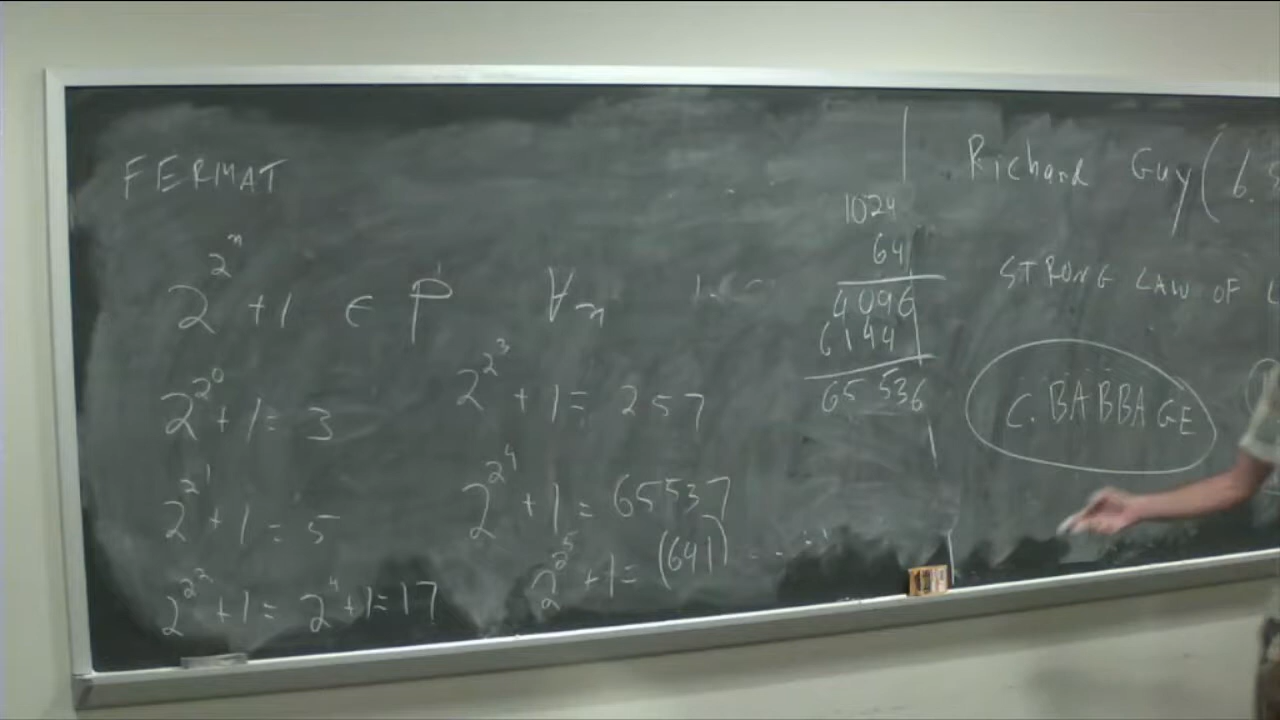 FERMAT
2^2^n + 1 ∈ P ∀n
2^2^0 + 1 = 3
2^2^1 + 1 = 5
2^2^2 + 1 = 2^4 + 1 = 17
2^2^3 + 1 = 257
2^2^4 + 1 = 65537
2^2^5 + 1 = (641) ...
1024
64
4096
6144
65536
Richard Guy (
STRONG LAW OF
C. BABBAGE